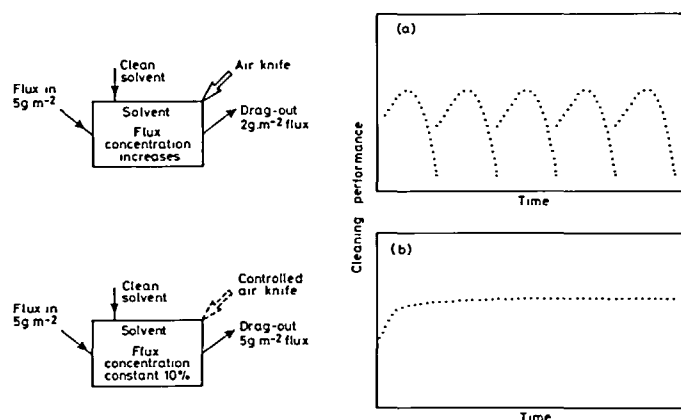 Clean
solvent
Air knife
Flux in
5g m-2
Solvent
Flux
concentration
increases
Drag-out
2g.m-2 flux
(a)
Time
Cleaning performance
Clean
solvent
Controlled
air knife
Flux in
5g m-2
Solvent
Flux
concentration
constant 10%
Drag-out
5g m-2 flux
(b)
Time